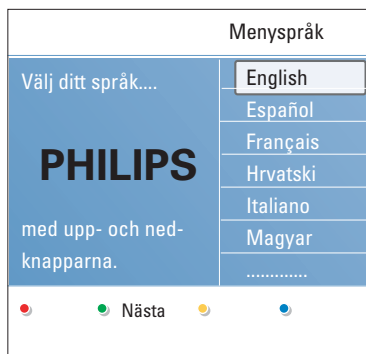 Menyspråk
Välj ditt språk....
PHILIPS
med upp- och ned-
knapparna.
English
Español
Français
Hrvatski
Italiano
Magyar
.............
Nästa